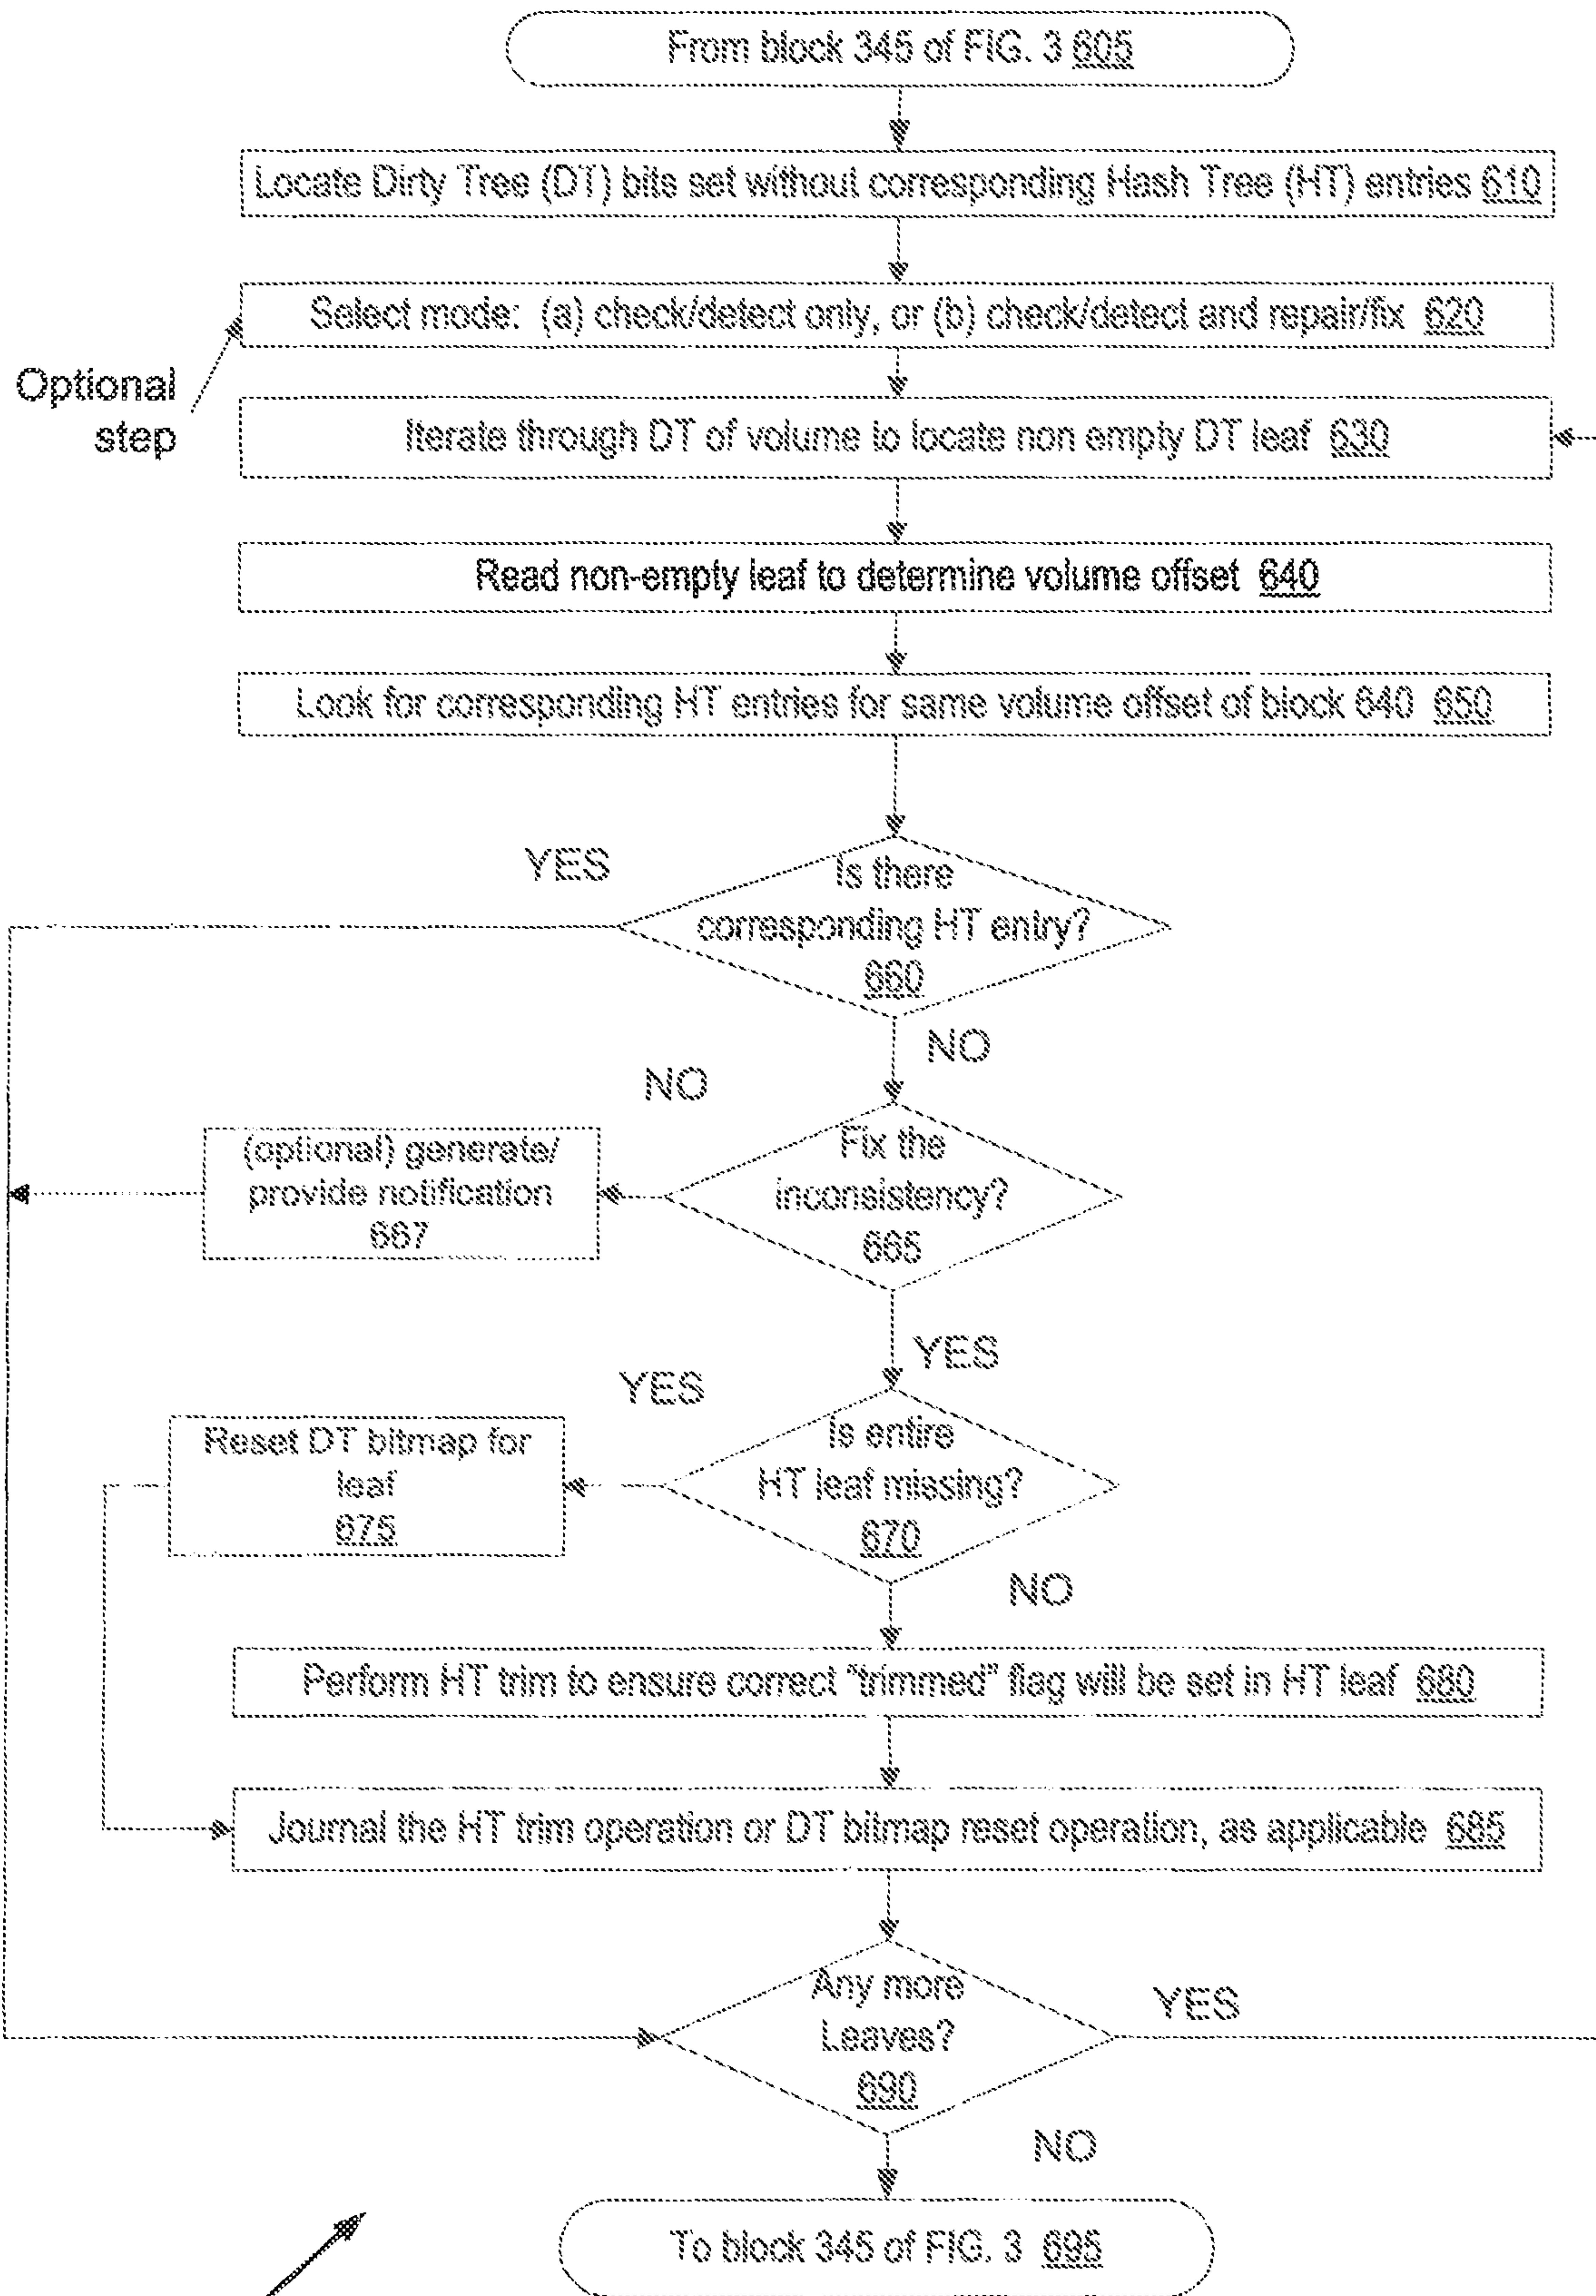 From block 345 of FIG. 3 605
Locate Dirty Tree (DT) bits set without corresponding Hash Tree (HT) entries 610
Select mode: (a) check/detect only, or (b) check/detect and repair/fix 620
Optional
step
Iterate through DT of volume to locate non empty DT leaf 630
Read non-empty leaf to determine volume offset 640
Look for corresponding HT entries for same volume offset of block 640 650
YES
Is there
corresponding HT entry?
660
NO
NO
Fix the
inconsistency?
665
(optional) generate/
provide notification
667
YES
YES
Is entire
HT leaf missing?
670
Reset DT bitmap for
leaf
675
NO
Perform HT trim to ensure correct "trimmed" flag will be set in HT leaf 680
Journal the HT trim operation or DT bitmap reset operation, as applicable 685
Any more
Leaves?
690
YES
NO
To block 345 of FIG. 3 695